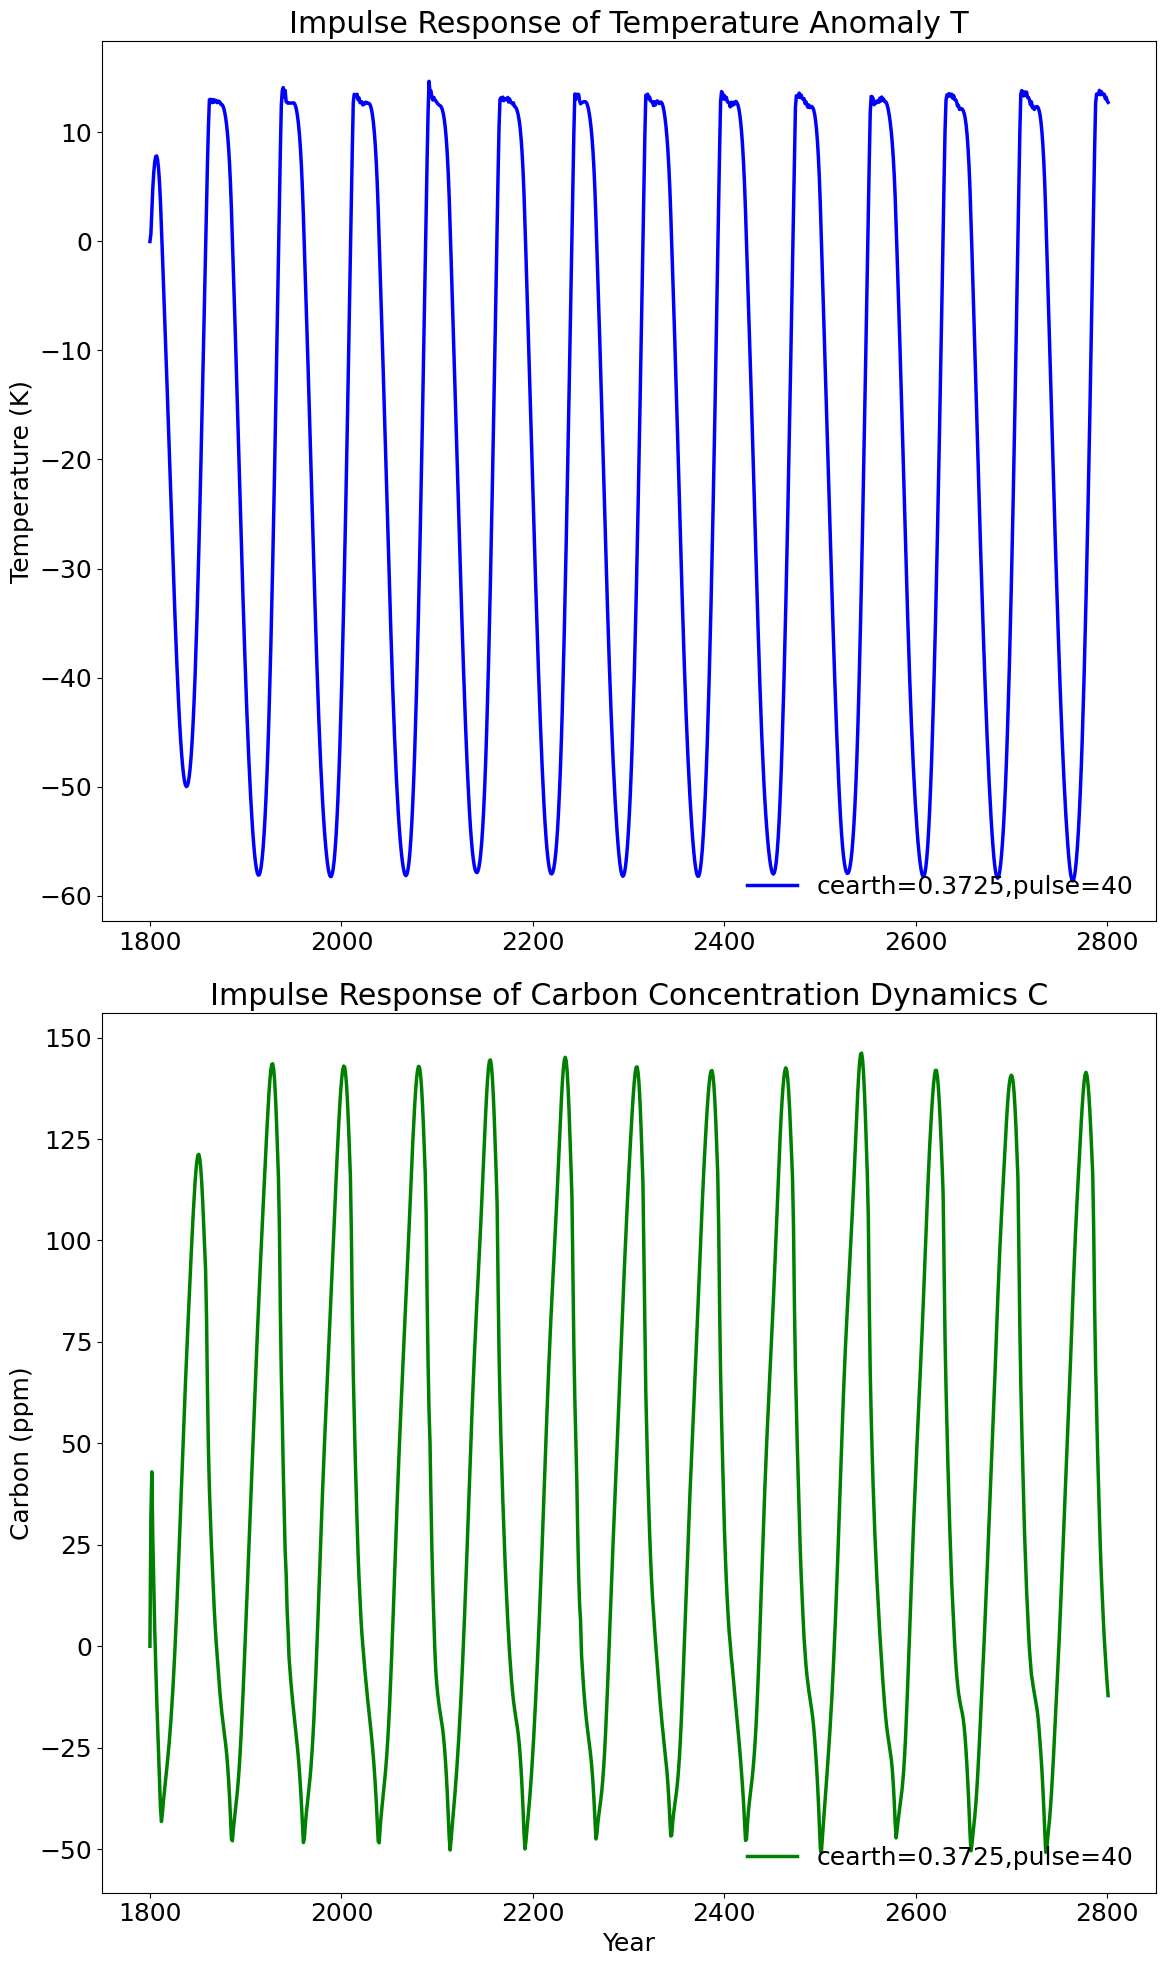 Impulse Response of Temperature Anomaly T
Temperature (K)
10
0
−10
−20
−30
−40
−50
−60
cearth=0.3725,pulse=40
1800 2000 2200 2400 2600 2800
Impulse Response of Carbon Concentration Dynamics C
Carbon (ppm)
150
125
100
75
50
25
0
−25
−50
cearth=0.3725,pulse=40
1800 2000 2200 2400 2600 2800
Year